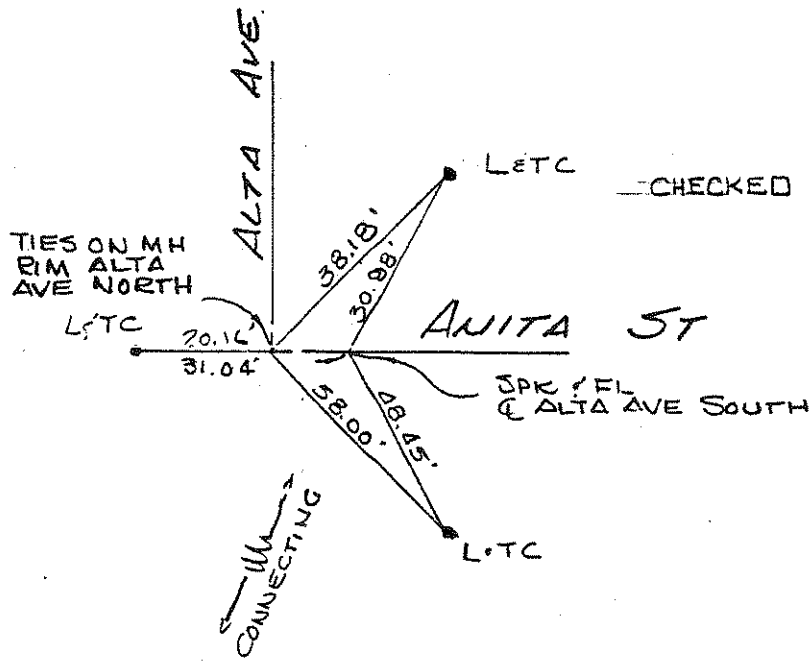 ALTA AVE.
L&TC
CHECKED
TIES ON MH
RIM ALTA
AVE NORTH
38.18'
30.88'
ANITA ST
L&TC
20.16'
31.04'
SPK & FL
℄ ALTA AVE SOUTH
58.00'
48.45'
L&TC
CONNECTING